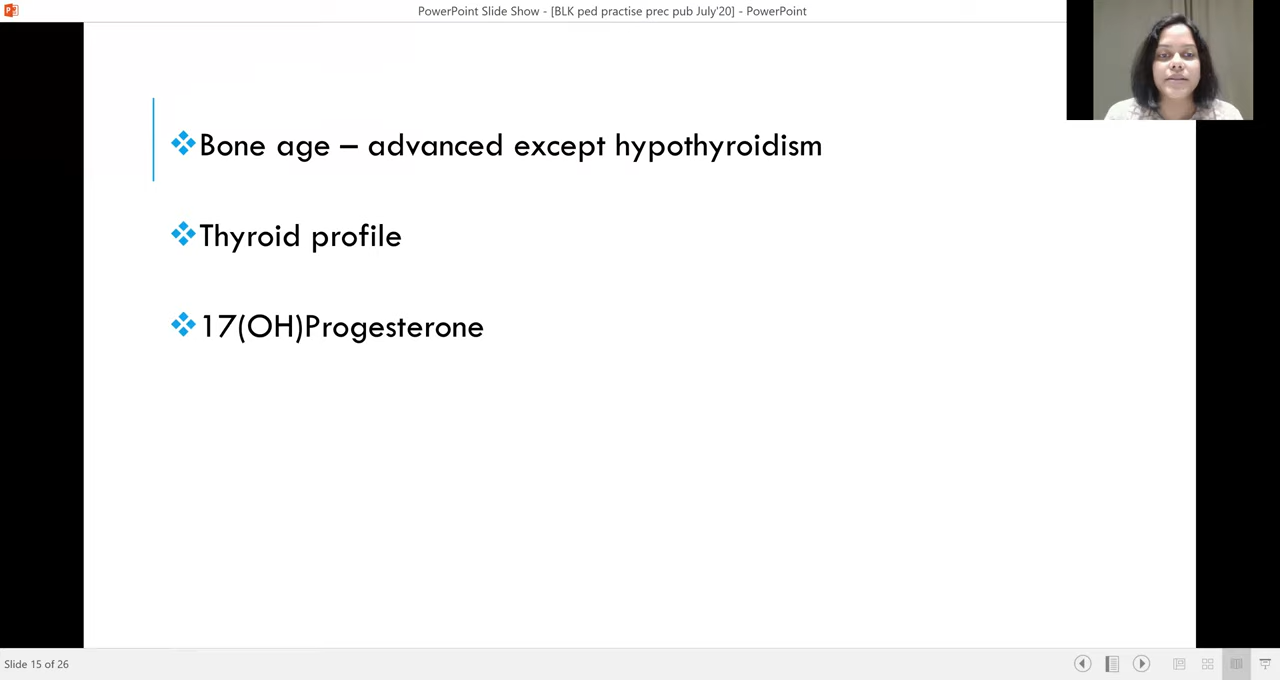 PowerPoint Slide Show - [BLK ped practise prec pub July'20] - PowerPoint
Bone age – advanced except hypothyroidism
Thyroid profile
17(OH)Progesterone
Slide 15 of 26